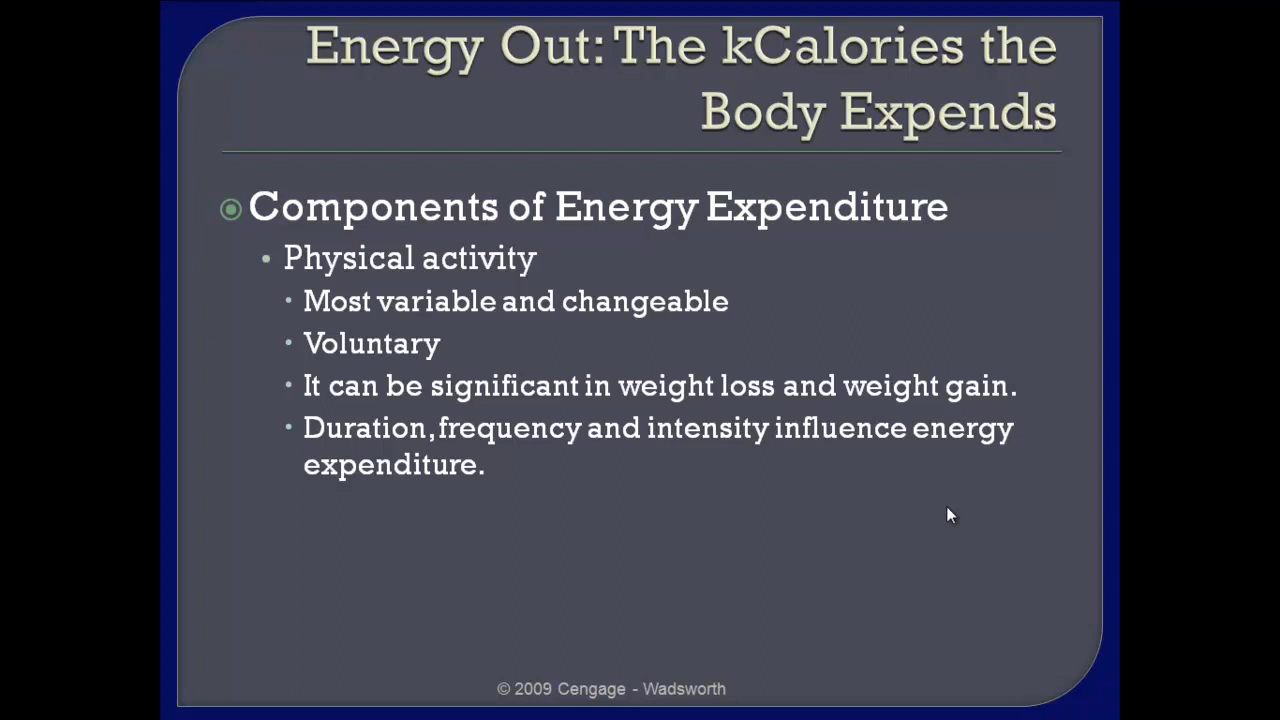 Energy Out: The kCalories the
Body Expends
Components of Energy Expenditure
Physical activity
Most variable and changeable
Voluntary
It can be significant in weight loss and weight gain.
Duration, frequency and intensity influence energy
expenditure.
© 2009 Cengage - Wadsworth